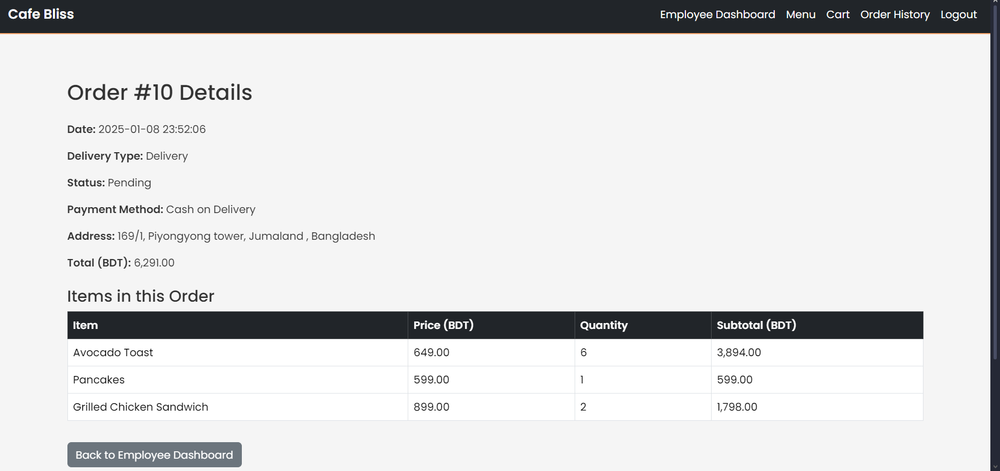 Cafe Bliss Employee Dashboard Menu Cart Order History Logout
Order #10 Details
Date: 2025-01-08 23:52:06
Delivery Type: Delivery
Status: Pending
Payment Method: Cash on Delivery
Address: 169/1, Piyongyong tower, Jumaland , Bangladesh
Total (BDT): 6,291.00
Items in this Order
Item Price (BDT) Quantity Subtotal (BDT)
Avocado Toast 649.00 6 3,894.00
Pancakes 599.00 1 599.00
Grilled Chicken Sandwich 899.00 2 1,798.00
Back to Employee Dashboard